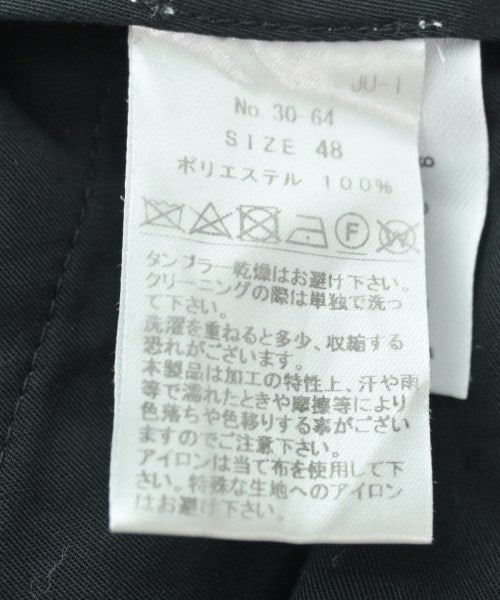 JU-1
No 30-64
SIZE 48
ポリエステル 100%
F
W
タンブラー乾燥はお避け下さい。
クリーニングの際は単独で洗っ
て下さい。
洗濯を重ねると多少、収縮する
恐れがございます。
本製品は加工の特性上、汗や雨
等で濡れたときや摩擦等により
色落ちや色移りする事がござい
ますのでご注意下さい。
アイロンは当て布を使用して下
さい。特殊な生地へのアイロン
はお避け下さい。